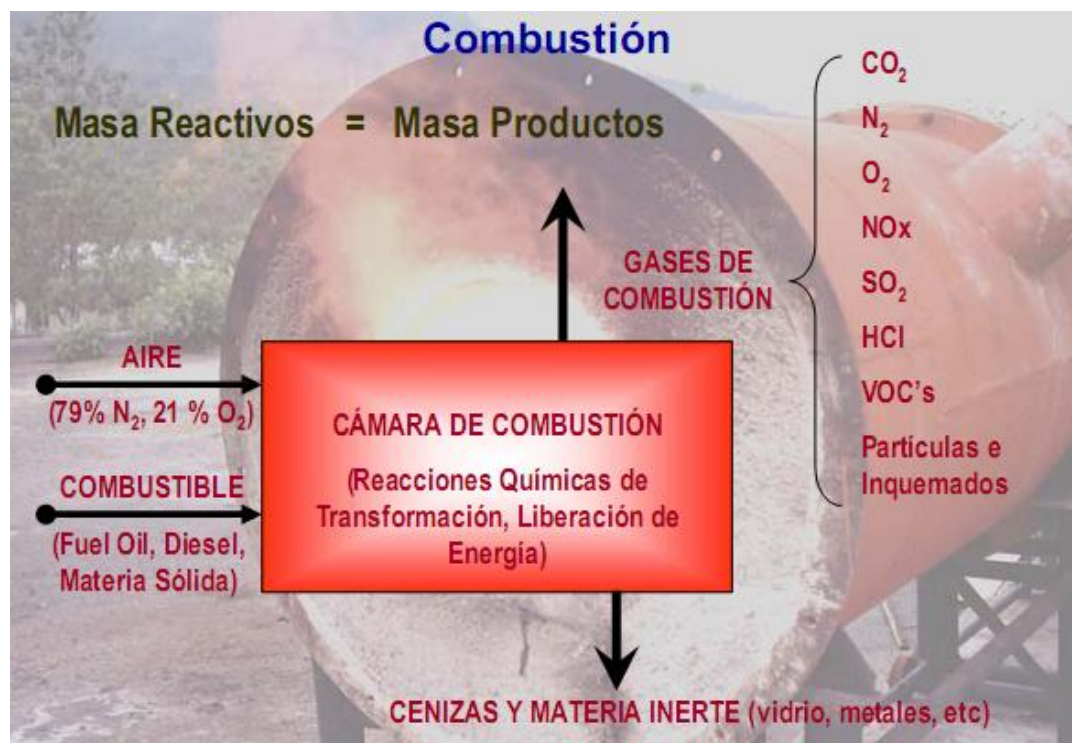 Combustión
Masa Reactivos = Masa Productos
CO₂
N₂
O₂
NOx
SO₂
HCl
VOC's
Partículas e
Inquemados
GASES DE
COMBUSTIÓN
AIRE
(79% N₂, 21 % O₂)
COMBUSTIBLE
(Fuel Oil, Diesel,
Materia Sólida)
CÁMARA DE COMBUSTIÓN
(Reacciones Químicas de
Transformación, Liberación de
Energía)
CENIZAS Y MATERIA INERTE (vidrio, metales, etc)